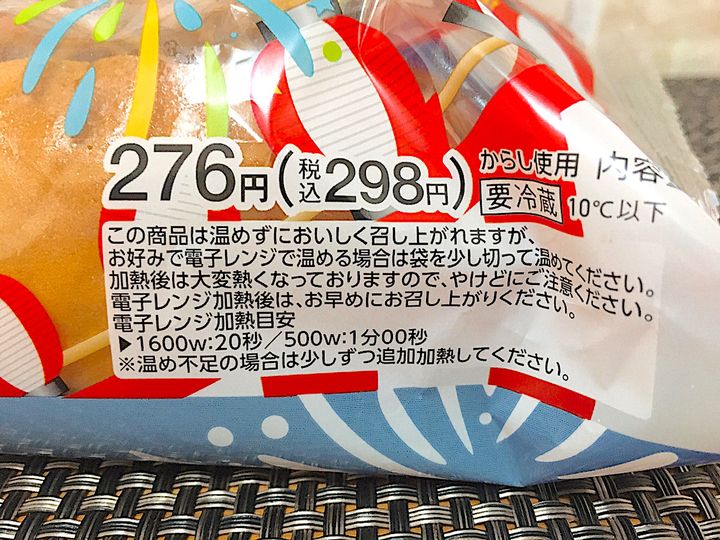 276円(税込298円)
からし使用 内容
要冷蔵 10℃以下
この商品は温めずにおいしく召し上がれますが、
お好みで電子レンジで温める場合は袋を少し切って温めてください。
加熱後は大変熱くなっておりますので、やけどにご注意ください。
電子レンジ加熱後は、お早めにお召し上がりください。
電子レンジ加熱目安
▶1600w:20秒／500w:1分00秒
※温め不足の場合は少しずつ追加加熱してください。